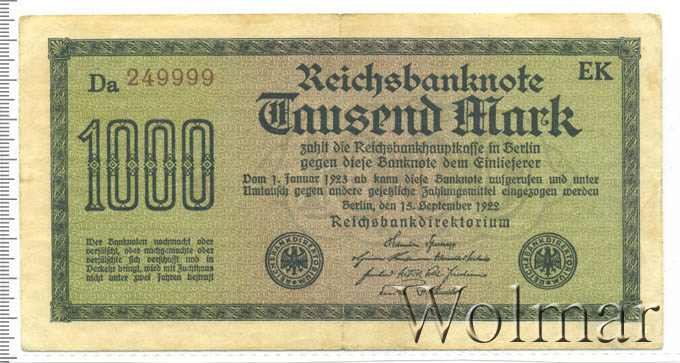 Da 249999
Reichsbanknote
EK
Tausend Mark
1000
zahlt die Reichsbankhauptkasse in Berlin
gegen diese Banknote dem Einlieferer
Vom 1. Januar 1923 ab kann diese Banknote aufgerufen und unter
Umtausch gegen andere gesetzliche Zahlungsmittel eingezogen werden
Berlin, den 15. September 1922
Reichsbankdirektorium
Wer Banknoten nachmacht oder
verfälscht, oder nachgemachte oder
verfälschte sich verschafft und in
Verkehr bringt, wird mit Zuchthaus
nicht unter zwei Jahren bestraft
REICHSBANKDIREKTORIUM
REICHSBANKDIREKTORIUM
Wolmar